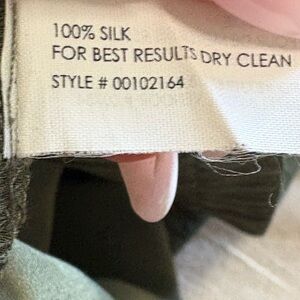 100% SILK
FOR BEST RESULTS DRY CLEAN
STYLE # 00102164